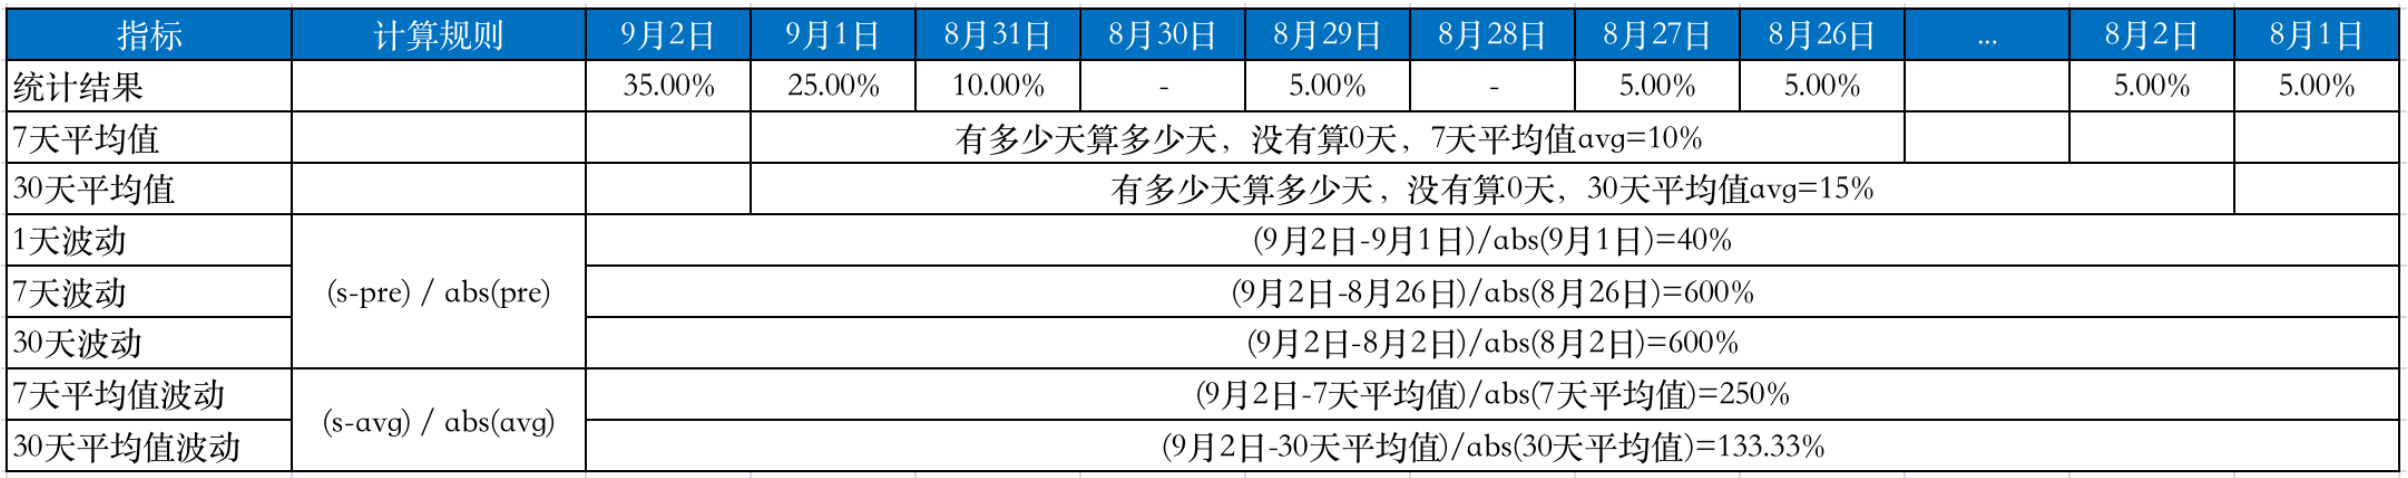 指标 计算规则 9月2日 9月1日 8月31日 8月30日 8月29日 8月28日 8月27日 8月26日 ... 8月2日 8月1日
统计结果 35.00% 25.00% 10.00% - 5.00% - 5.00% 5.00% 5.00% 5.00%
7天平均值 有多少天算多少天，没有算0天，7天平均值avg=10%
30天平均值 有多少天算多少天，没有算0天，30天平均值avg=15%
1天波动 (9月2日-9月1日)/abs(9月1日)=40%
7天波动 (s-pre) / abs(pre) (9月2日-8月26日)/abs(8月26日)=600%
30天波动 (9月2日-8月2日)/abs(8月2日)=600%
7天平均值波动 (s-avg) / abs(avg) (9月2日-7天平均值)/abs(7天平均值)=250%
30天平均值波动 (9月2日-30天平均值)/abs(30天平均值)=133.33%